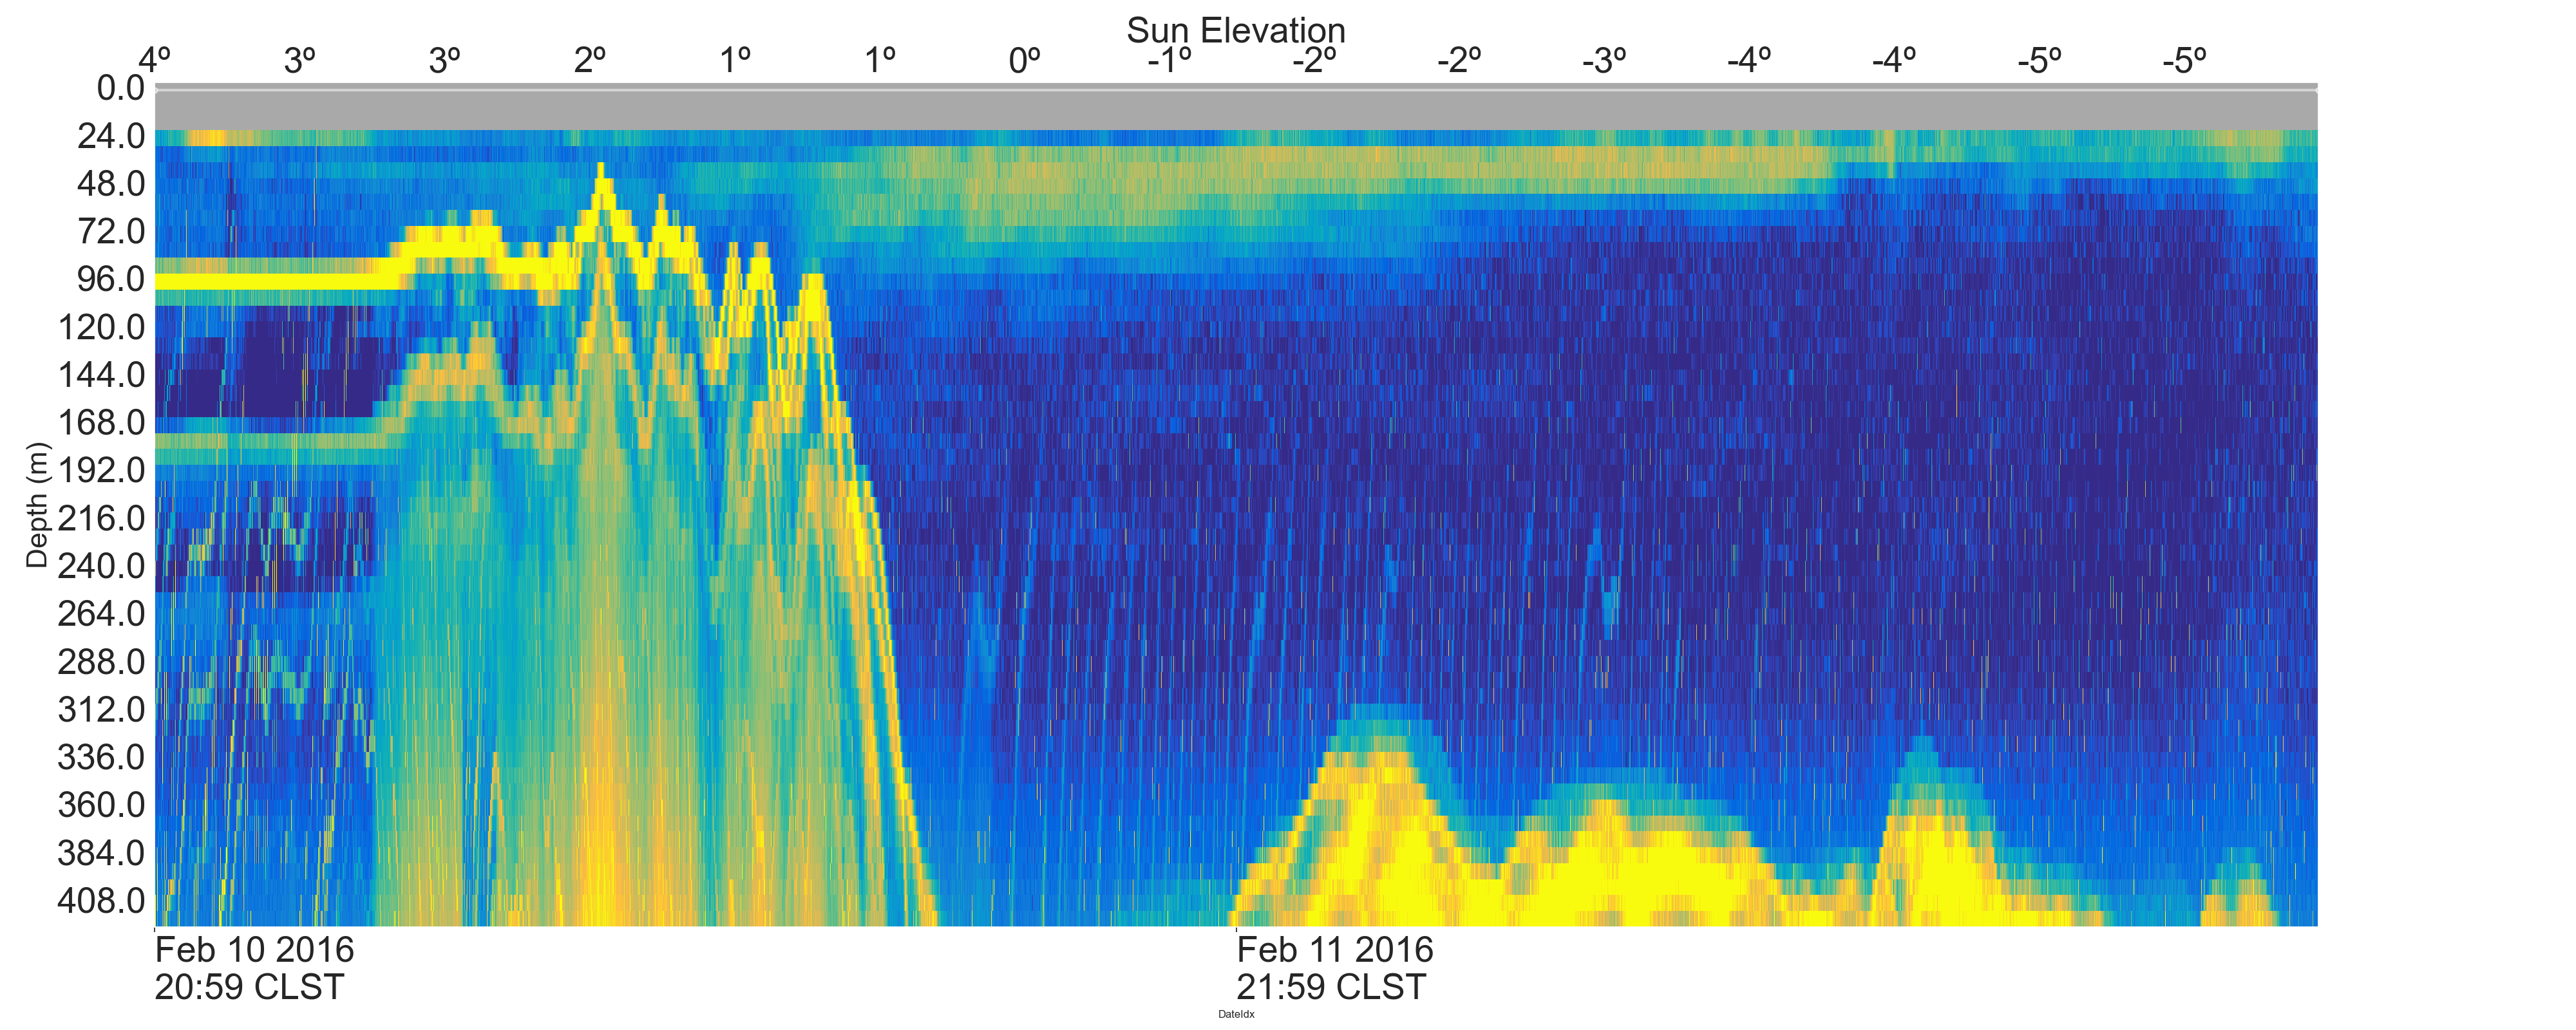 Sun Elevation
4º 3º 3º 2º 1º 1º 0º -1º -2º -2º -3º -4º -4º -5º -5º
0.0
24.0
48.0
72.0
96.0
120.0
144.0
168.0
192.0
216.0
240.0
264.0
288.0
312.0
336.0
360.0
384.0
408.0
Depth (m)
Feb 10 2016
20:59 CLST
Feb 11 2016
21:59 CLST
DateIdx